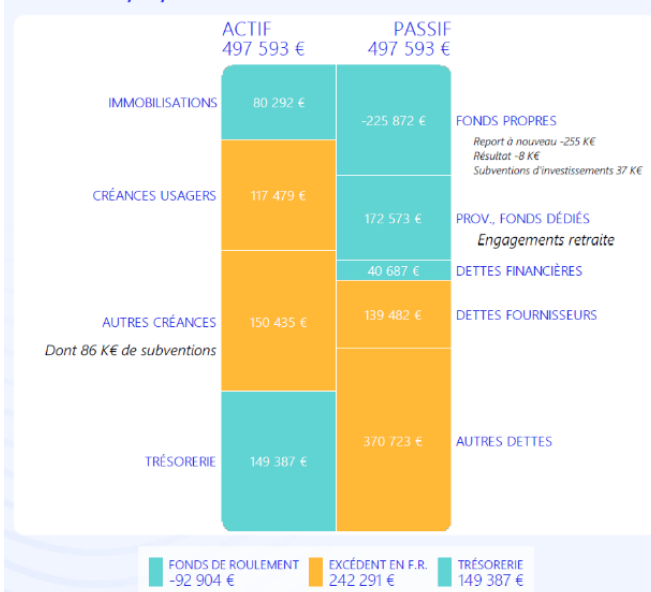 ACTIF
497 593 €
PASSIF
497 593 €
IMMOBILISATIONS
80 292 €
-225 872 €
FONDS PROPRES
Report à nouveau -255 K€
Résultat -8 K€
Subventions d'investissements 37 K€
CRÉANCES USAGERS
117 479 €
172 573 €
PROV., FONDS DÉDIÉS
Engagements retraite
40 687 €
DETTES FINANCIÈRES
AUTRES CRÉANCES
Dont 86 K€ de subventions
150 435 €
139 482 €
DETTES FOURNISSEURS
370 723 €
AUTRES DETTES
TRÉSORERIE
149 387 €
FONDS DE ROULEMENT
-92 904 €
EXCÉDENT EN F.R.
242 291 €
TRÉSORERIE
149 387 €